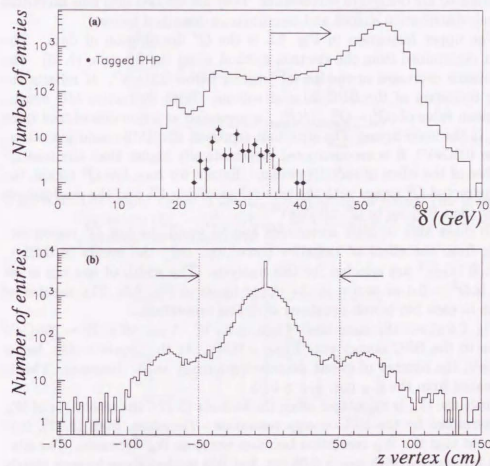 (a)
Number of entries
10³
10²
10
1
Tagged PHP
0 10 20 30 40 50 60 70 80
δ (GeV)
(b)
Number of entries
10⁴
10³
10²
10
-150 -100 -50 0 50 100 150
z vertex (cm)